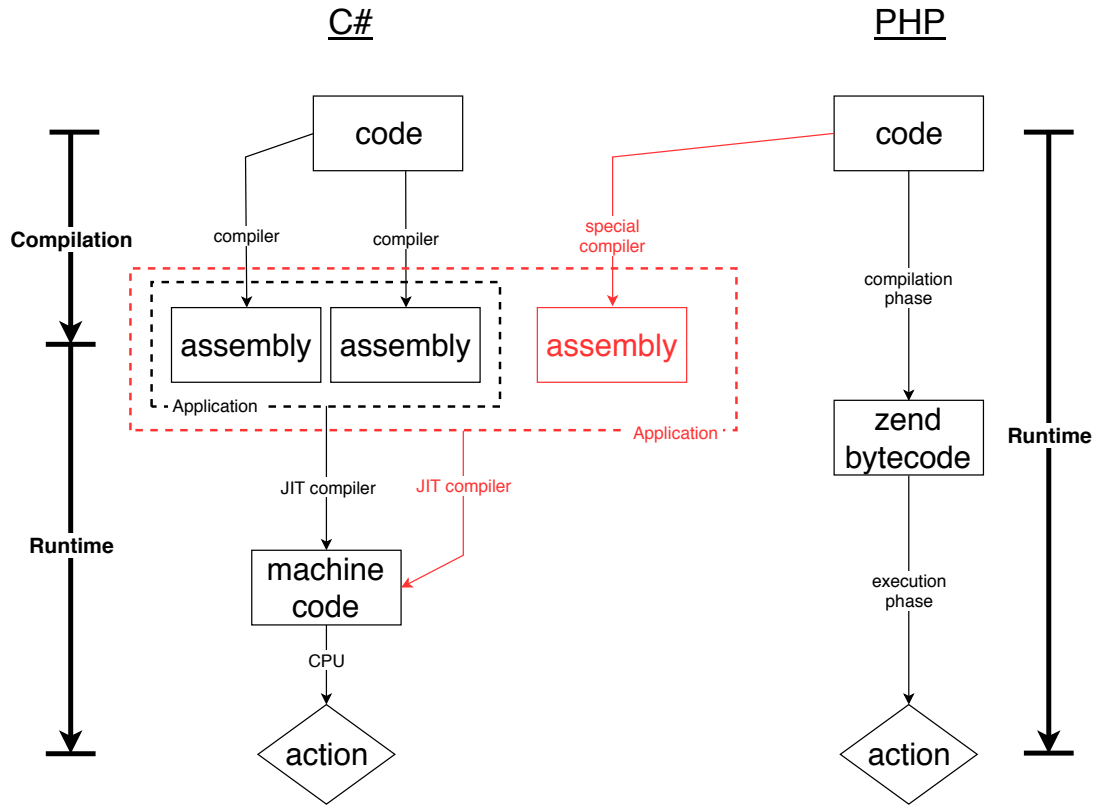 C#
PHP
code
code
Compilation
compiler
compiler
special
compiler
compilation
phase
assembly
assembly
assembly
Application
Application
zend
bytecode
Runtime
JIT compiler
JIT compiler
Runtime
machine
code
execution
phase
CPU
action
action